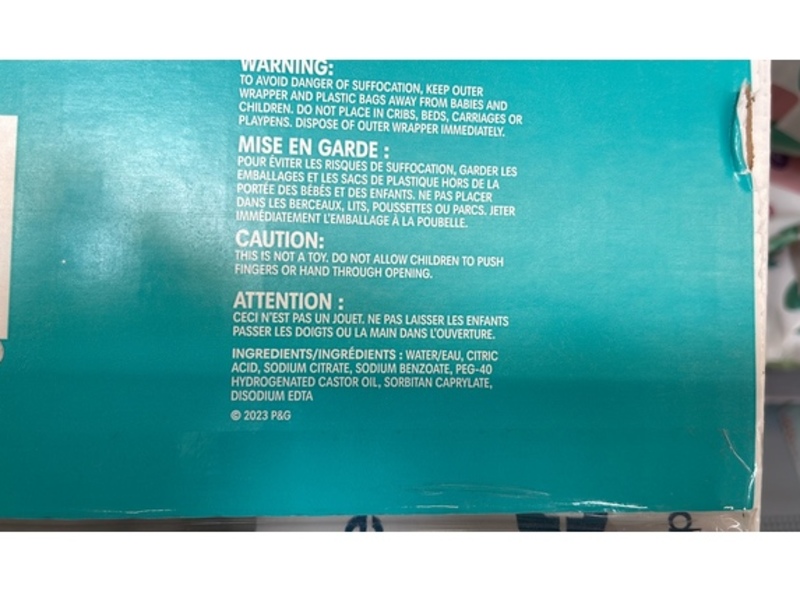 WARNING:
TO AVOID DANGER OF SUFFOCATION, KEEP OUTER
WRAPPER AND PLASTIC BAGS AWAY FROM BABIES AND
CHILDREN. DO NOT PLACE IN CRIBS, BEDS, CARRIAGES OR
PLAYPENS. DISPOSE OF OUTER WRAPPER IMMEDIATELY.
MISE EN GARDE :
POUR ÉVITER LES RISQUES DE SUFFOCATION, GARDER LES
EMBALLAGES ET LES SACS DE PLASTIQUE HORS DE LA
PORTÉE DES BÉBÉS ET DES ENFANTS. NE PAS PLACER
DANS LES BERCEAUX, LITS, POUSSETTES OU PARCS. JETER
IMMÉDIATEMENT L'EMBALLAGE À LA POUBELLE.
CAUTION:
THIS IS NOT A TOY. DO NOT ALLOW CHILDREN TO PUSH
FINGERS OR HAND THROUGH OPENING.
ATTENTION :
CECI N'EST PAS UN JOUET. NE PAS LAISSER LES ENFANTS
PASSER LES DOIGTS OU LA MAIN DANS L'OUVERTURE.
INGREDIENTS/INGRÉDIENTS : WATER/EAU, CITRIC
ACID, SODIUM CITRATE, SODIUM BENZOATE, PEG-40
HYDROGENATED CASTOR OIL, SORBITAN CAPRYLATE,
DISODIUM EDTA
© 2023 P&G